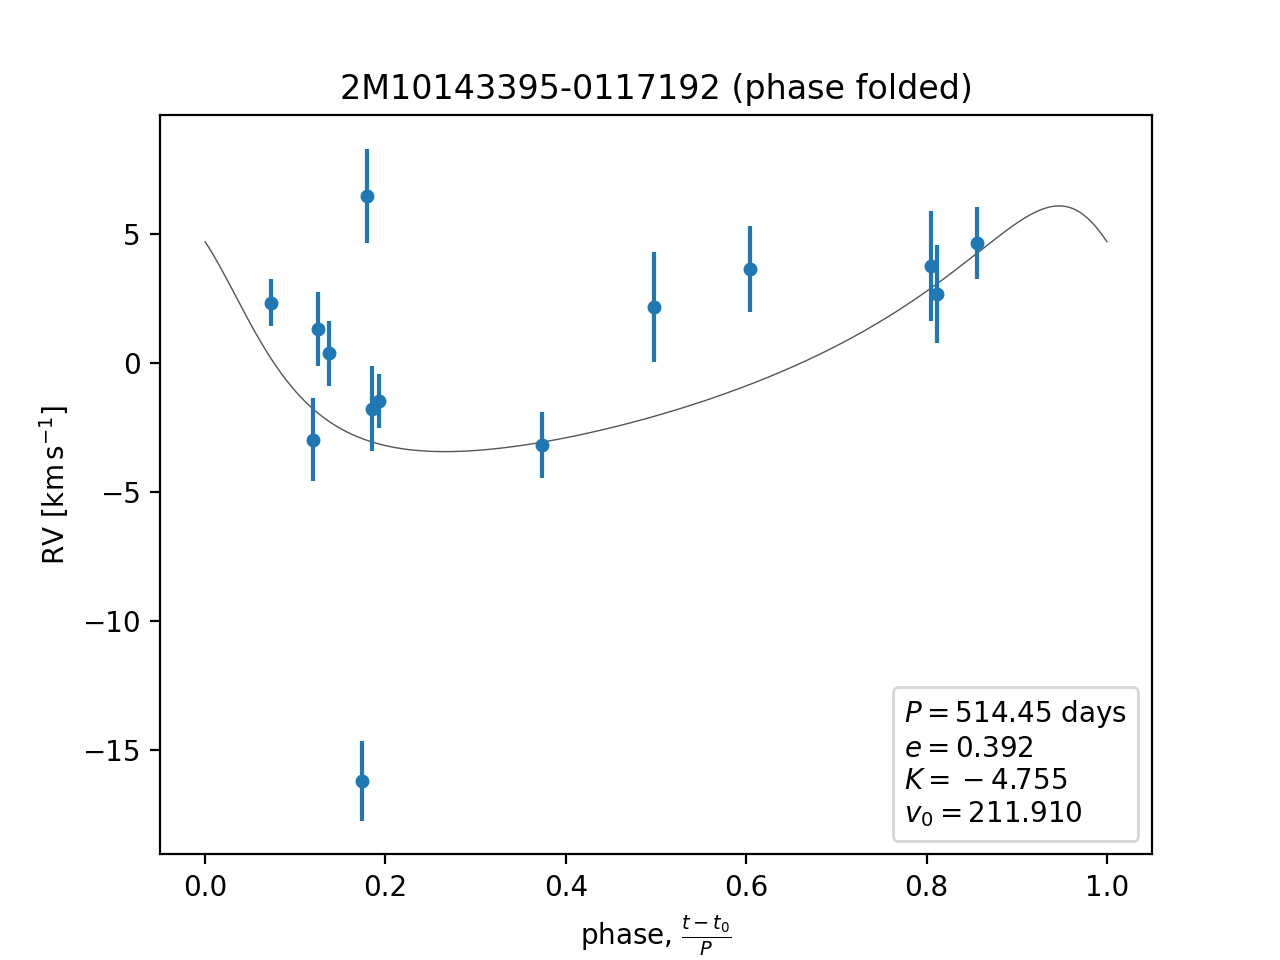 2M10143395-0117192 (phase folded)
5
0
−5
−10
−15
RV [km s⁻¹]
P = 514.45 days
e = 0.392
K = −4.755
v₀ = 211.910
0.0 0.2 0.4 0.6 0.8 1.0
phase, (t − t₀)/P